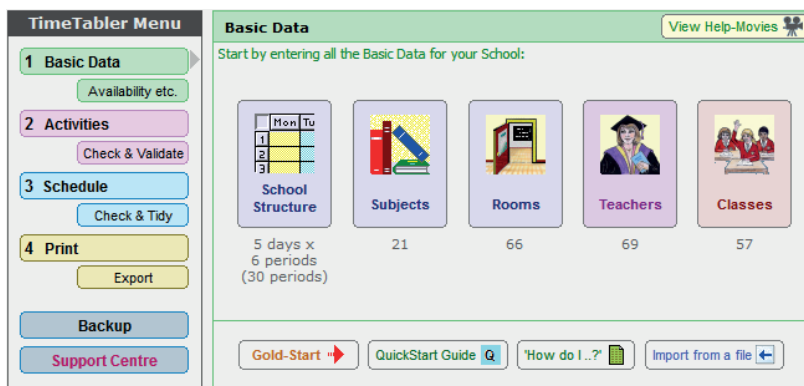 TimeTabler Menu
1 Basic Data
Availability etc.
2 Activities
Check & Validate
3 Schedule
Check & Tidy
4 Print
Export
Backup
Support Centre
Basic Data
View Help-Movies
Start by entering all the Basic Data for your School:
Mon Tu
1
2
3
School
Structure
Subjects
Rooms
Teachers
Classes
5 days x
6 periods
(30 periods)
21
66
69
57
Gold-Start
QuickStart Guide Q
'How do I ..?'
Import from a file